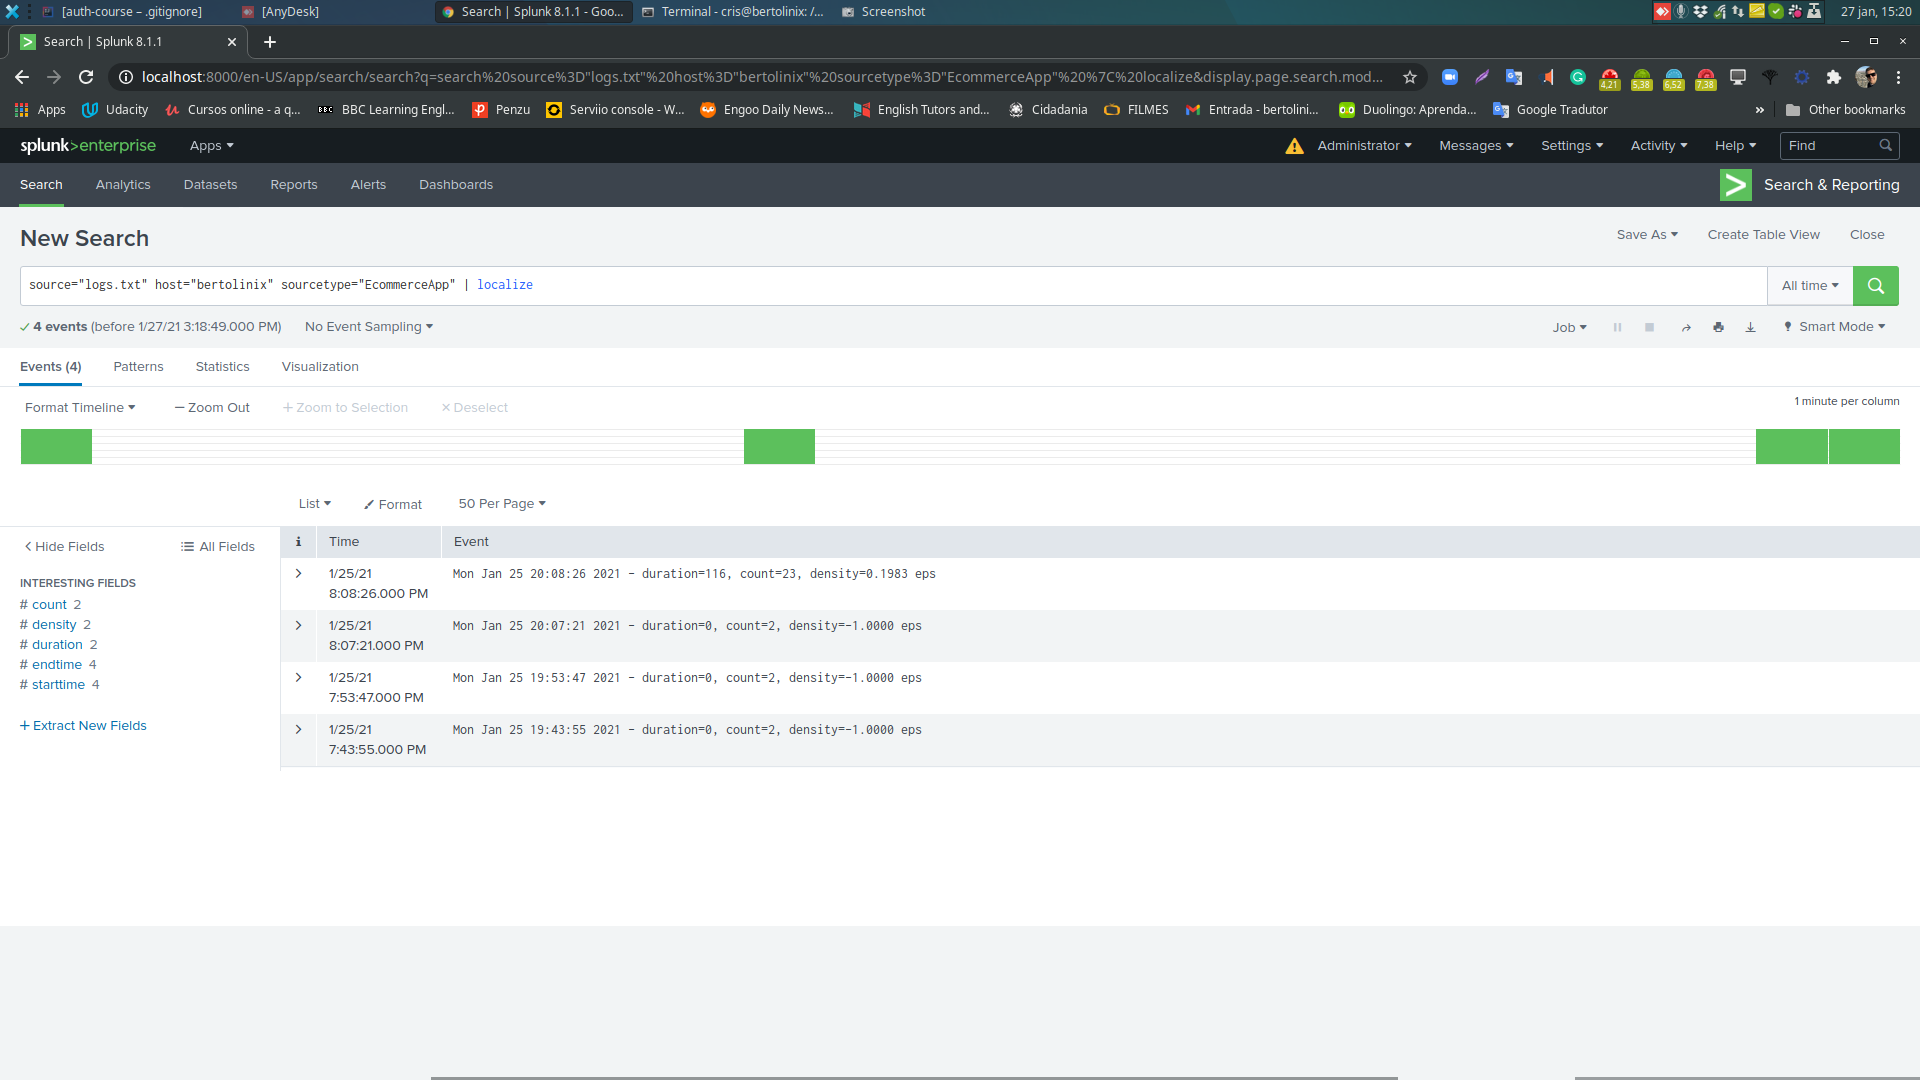 [auth-course – .gitignore] [AnyDesk] Search | Splunk 8.1.1 - Goo... Terminal - cris@bertolinix: /... Screenshot 27 jan, 15:20
Search | Splunk 8.1.1
localhost:8000/en-US/app/search/search?q=search%20source%3D"logs.txt"%20host%3D"bertolinix"%20sourcetype%3D"EcommerceApp"%20%7C%20localize&display.page.search.mod...
4,21 5,38 6,52 7,38
Apps Udacity Cursos online - a q... BBC BBC Learning Engl... Penzu Serviio console - W... Engoo Daily News... English Tutors and... Cidadania FILMES Entrada - bertolini... Duolingo: Aprenda... Google Tradutor » Other bookmarks
splunk>enterprise Apps Administrator Messages Settings Activity Help Find
Search Analytics Datasets Reports Alerts Dashboards Search & Reporting
New Search Save As Create Table View Close
source="logs.txt" host="bertolinix" sourcetype="EcommerceApp" | localize All time
4 events (before 1/27/21 3:18:49.000 PM) No Event Sampling Job Smart Mode
Events (4) Patterns Statistics Visualization
Format Timeline — Zoom Out + Zoom to Selection × Deselect 1 minute per column
List Format 50 Per Page
< Hide Fields All Fields
i Time Event
INTERESTING FIELDS
# count 2
# density 2
# duration 2
# endtime 4
# starttime 4
+ Extract New Fields
> 1/25/21
8:08:26.000 PM Mon Jan 25 20:08:26 2021 - duration=116, count=23, density=0.1983 eps
> 1/25/21
8:07:21.000 PM Mon Jan 25 20:07:21 2021 - duration=0, count=2, density=-1.0000 eps
> 1/25/21
7:53:47.000 PM Mon Jan 25 19:53:47 2021 - duration=0, count=2, density=-1.0000 eps
> 1/25/21
7:43:55.000 PM Mon Jan 25 19:43:55 2021 - duration=0, count=2, density=-1.0000 eps